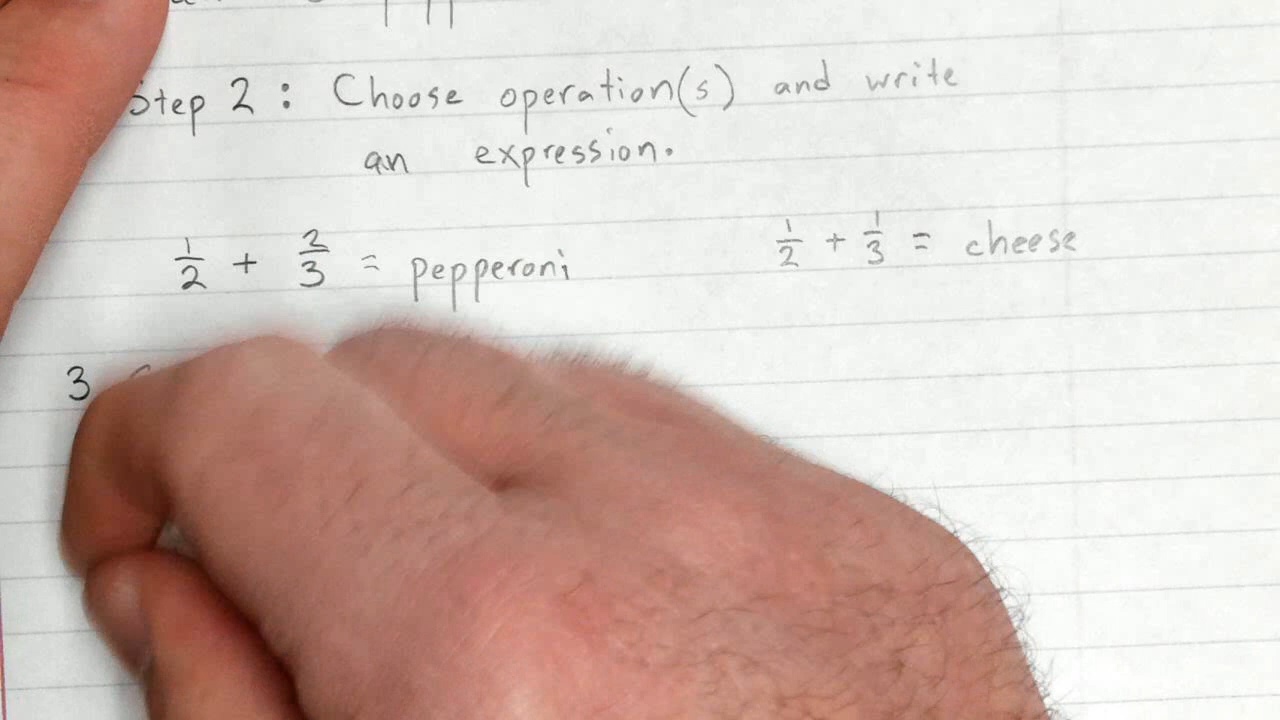 Step 2 : Choose operation(s) and write
an expression.
1/2 + 2/3 = pepperoni
1/2 + 1/3 = cheese
3